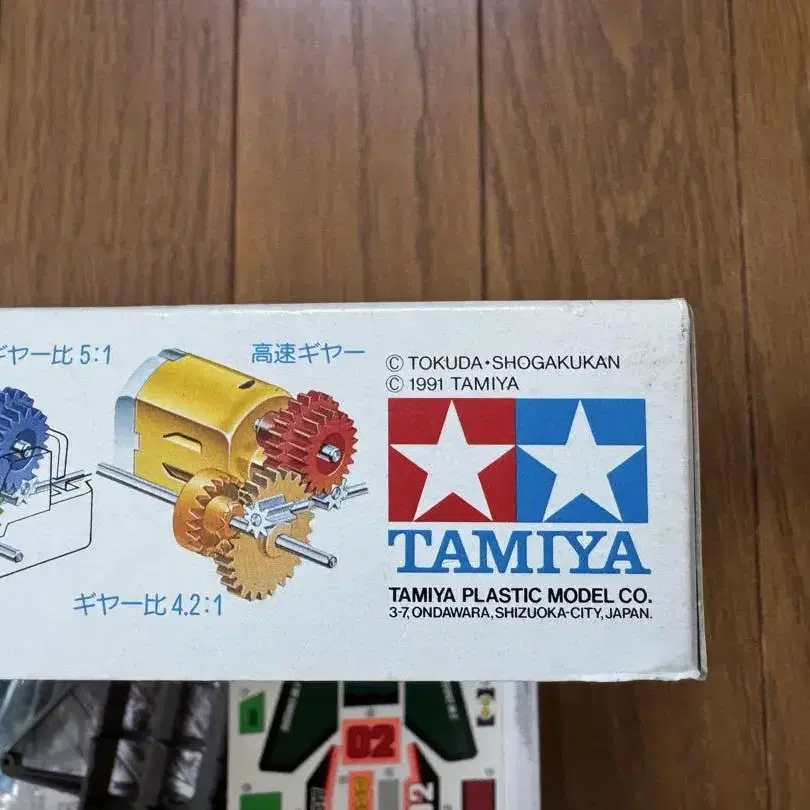 ギヤー比 5:1
高速ギヤー
ギヤー比 4.2:1
© TOKUDA・SHOGAKUKAN
© 1991 TAMIYA
TAMIYA
TAMIYA PLASTIC MODEL CO.
3-7, ONDAWARA, SHIZUOKA-CITY, JAPAN.
02